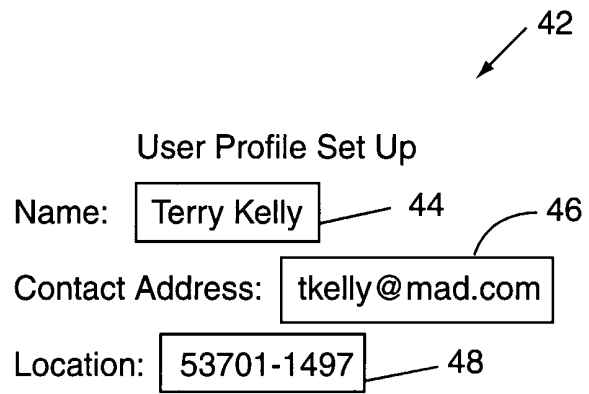 42
User Profile Set Up
Name: Terry Kelly 44
46
Contact Address: tkelly@mad.com
Location: 53701-1497 48